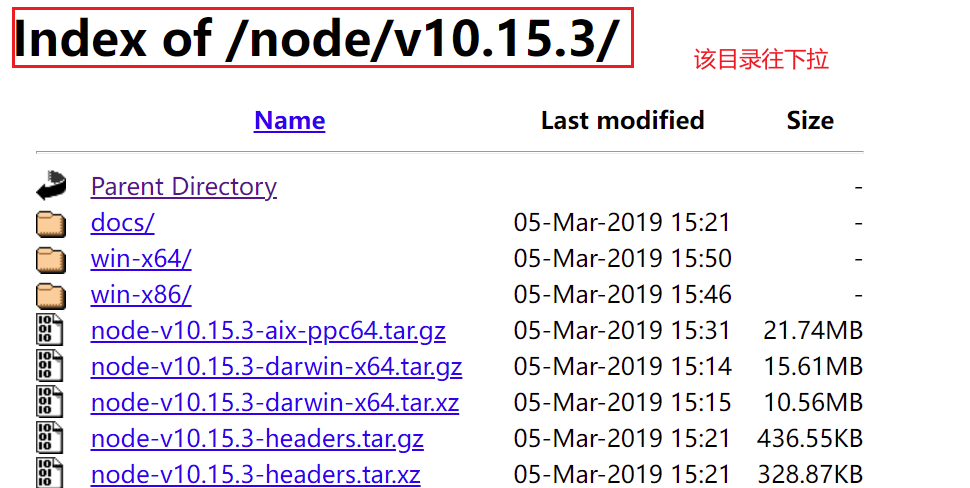 Index of /node/v10.15.3/
该目录往下拉
Name Last modified Size
Parent Directory -
docs/ 05-Mar-2019 15:21 -
win-x64/ 05-Mar-2019 15:50 -
win-x86/ 05-Mar-2019 15:46 -
node-v10.15.3-aix-ppc64.tar.gz 05-Mar-2019 15:31 21.74MB
node-v10.15.3-darwin-x64.tar.gz 05-Mar-2019 15:14 15.61MB
node-v10.15.3-darwin-x64.tar.xz 05-Mar-2019 15:15 10.56MB
node-v10.15.3-headers.tar.gz 05-Mar-2019 15:21 436.55KB
node-v10.15.3-headers.tar.xz 05-Mar-2019 15:21 328.87KB